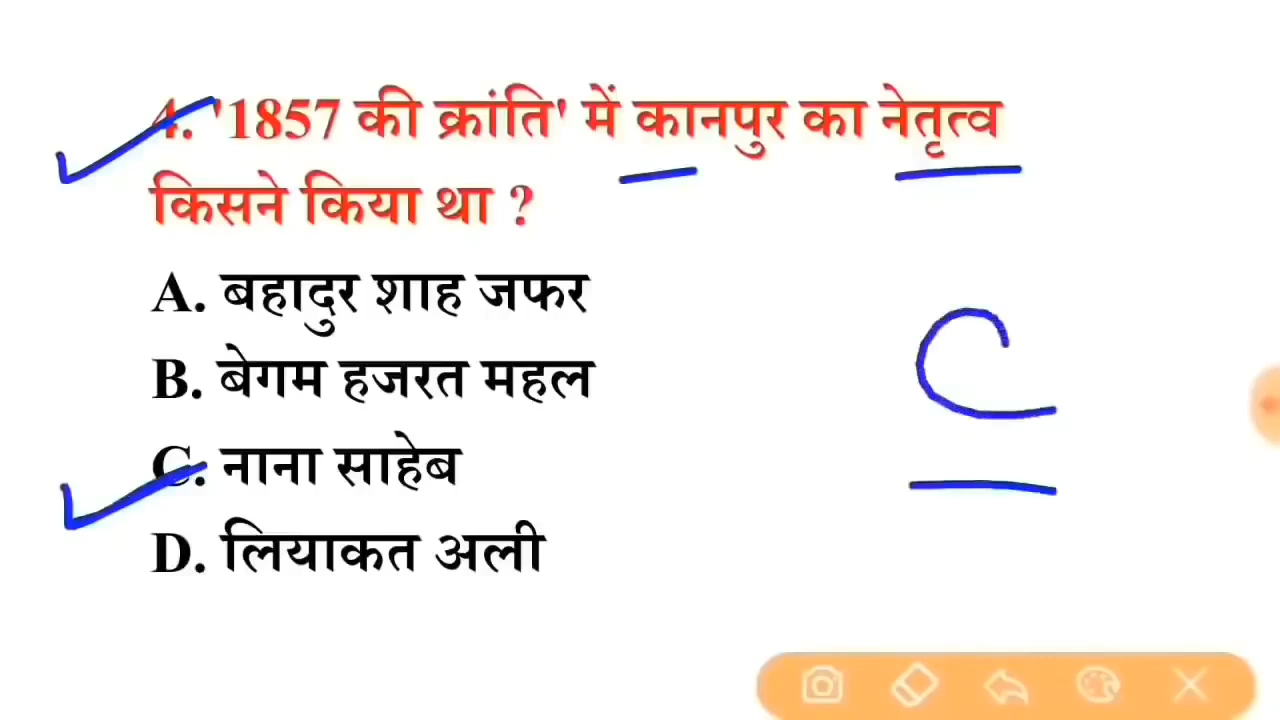 4. '1857 की क्रांति' में कानपुर का नेतृत्व
किसने किया था ?
A. बहादुर शाह जफर
B. बेगम हजरत महल
C. नाना साहेब
C
D. लियाकत अली